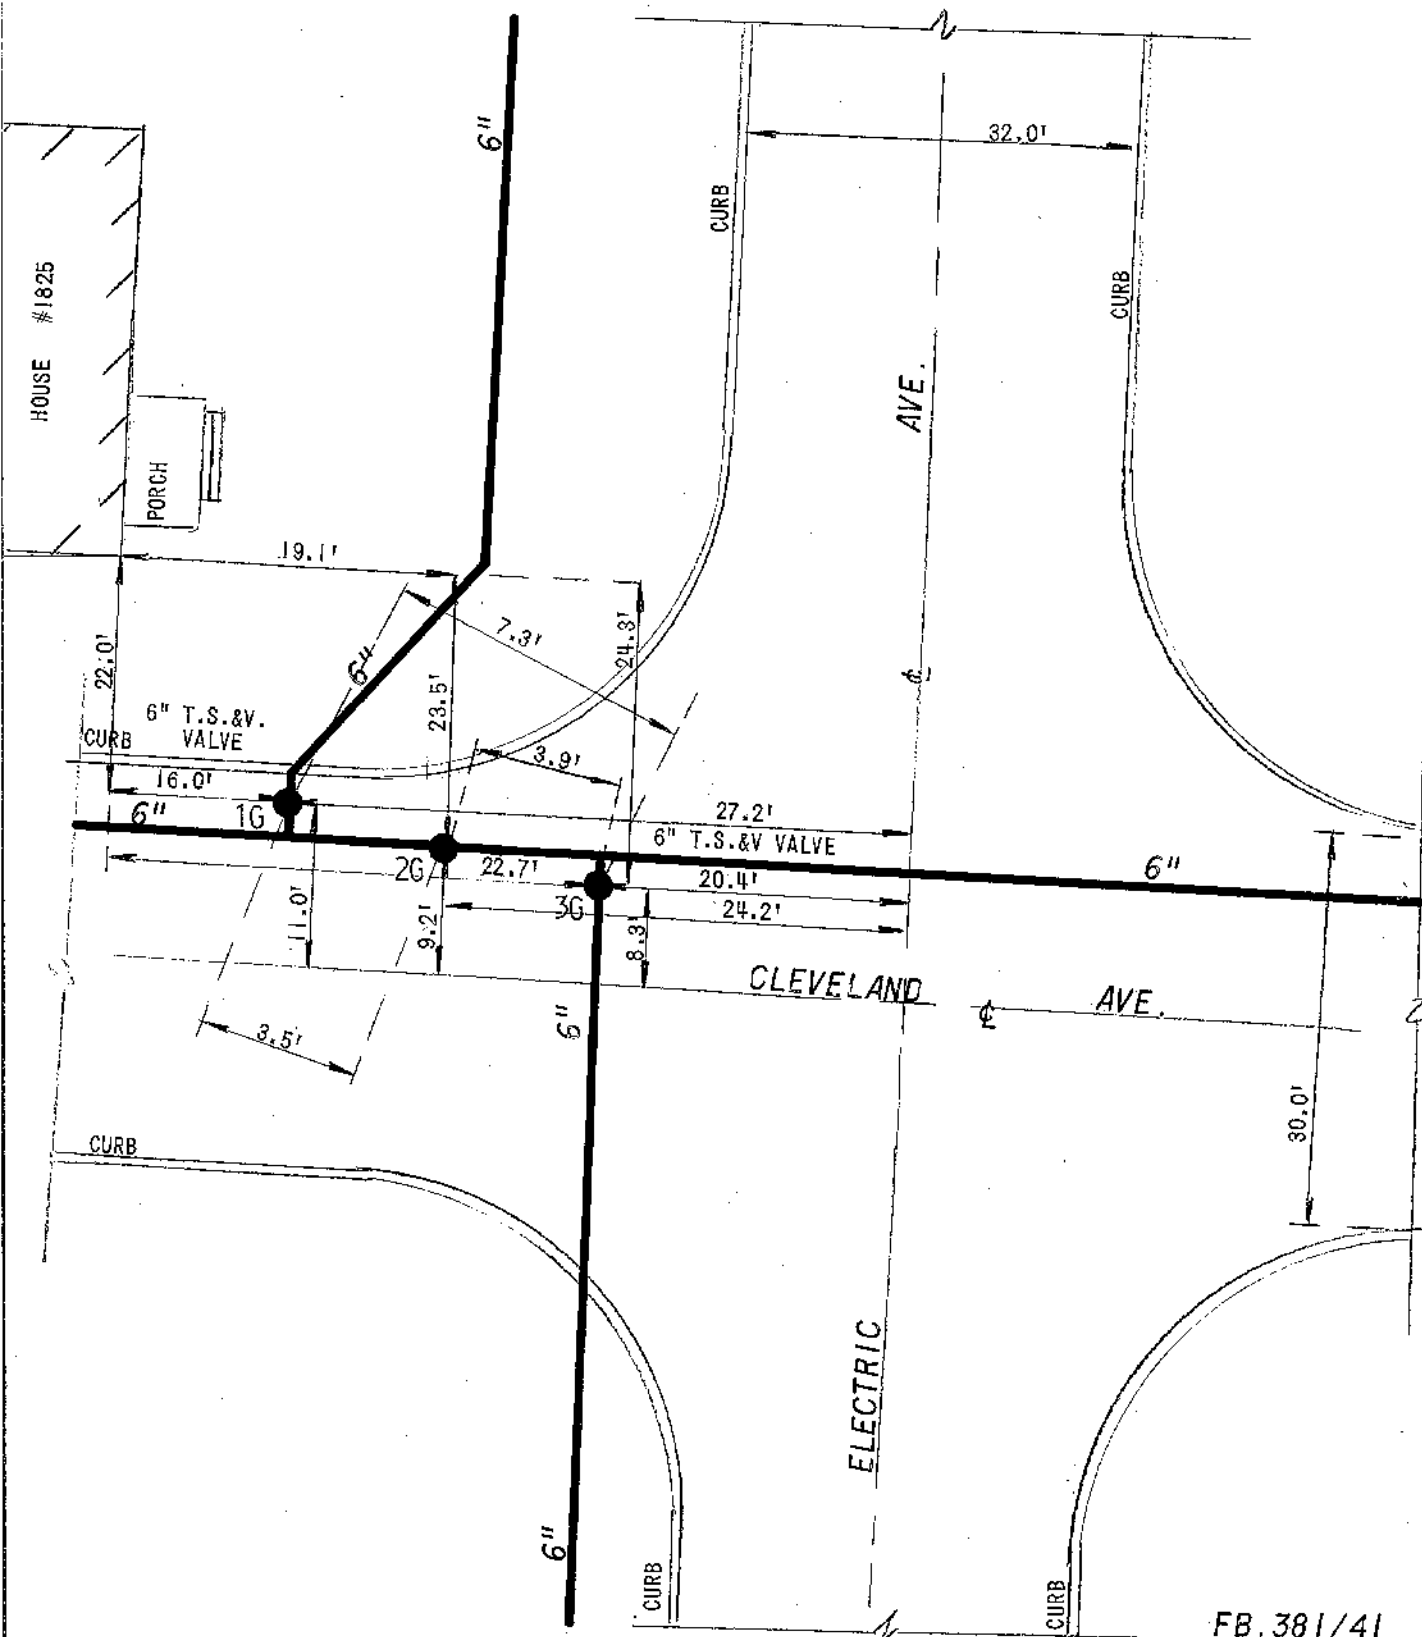 6"
32.0'
CURB
CURB
HOUSE #1825
AVE.
PORCH
19.1'
7.3'
24.3'
22.0'
6"
23.5'
℄
6" T.S.&V.
VALVE
CURB
3.9'
16.0'
1G
6"
27.2'
6" T.S.&V VALVE
2G
22.7'
20.4'
6"
3G
24.2'
11.0'
9.2'
8.3'
CLEVELAND
℄
AVE.
6"
3.5'
30.0'
CURB
ELECTRIC
6"
CURB
CURB
FB.381/41